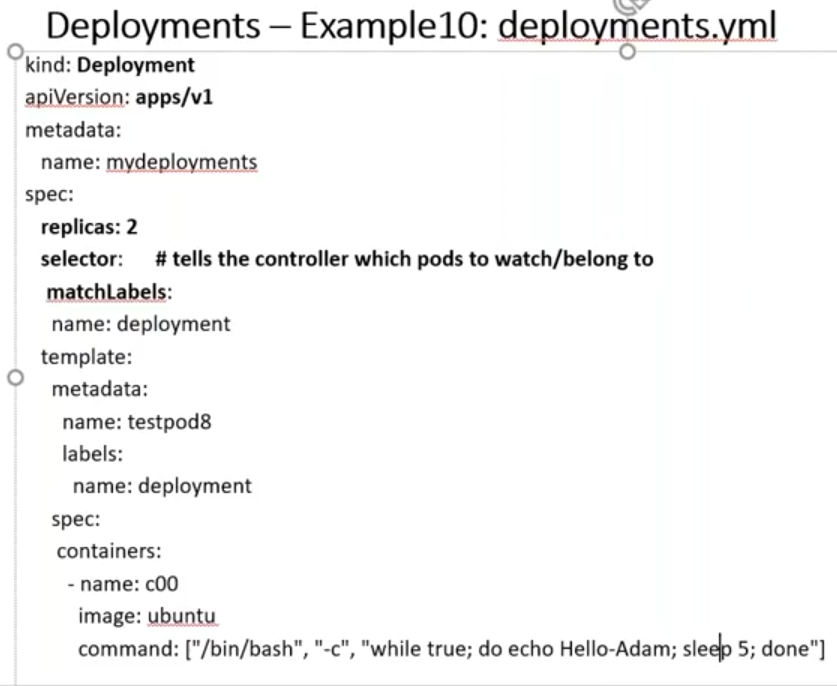 Deployments – Example10: deployments.yml
kind: Deployment
apiVersion: apps/v1
metadata:
   name: mydeployments
spec:
   replicas: 2
   selector:     # tells the controller which pods to watch/belong to
    matchLabels:
     name: deployment
   template:
     metadata:
       name: testpod8
       labels:
         name: deployment
     spec:
      containers:
        - name: c00
          image: ubuntu
          command: ["/bin/bash", "-c", "while true; do echo Hello-Adam; sleep 5; done"]